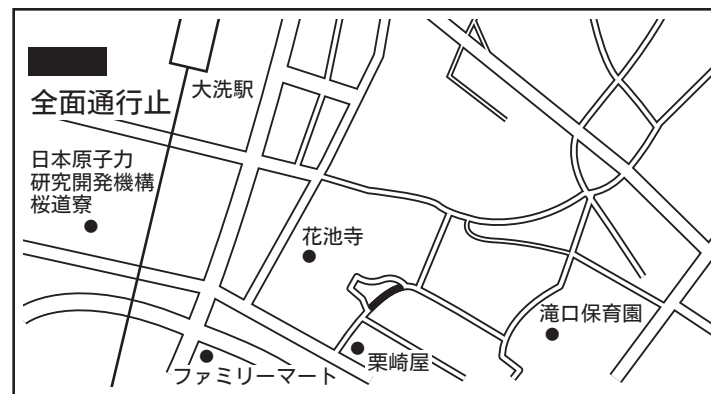 全面通行止
大洗駅
日本原子力
研究開発機構
桜道寮
花池寺
滝口保育園
栗崎屋
ファミリーマート